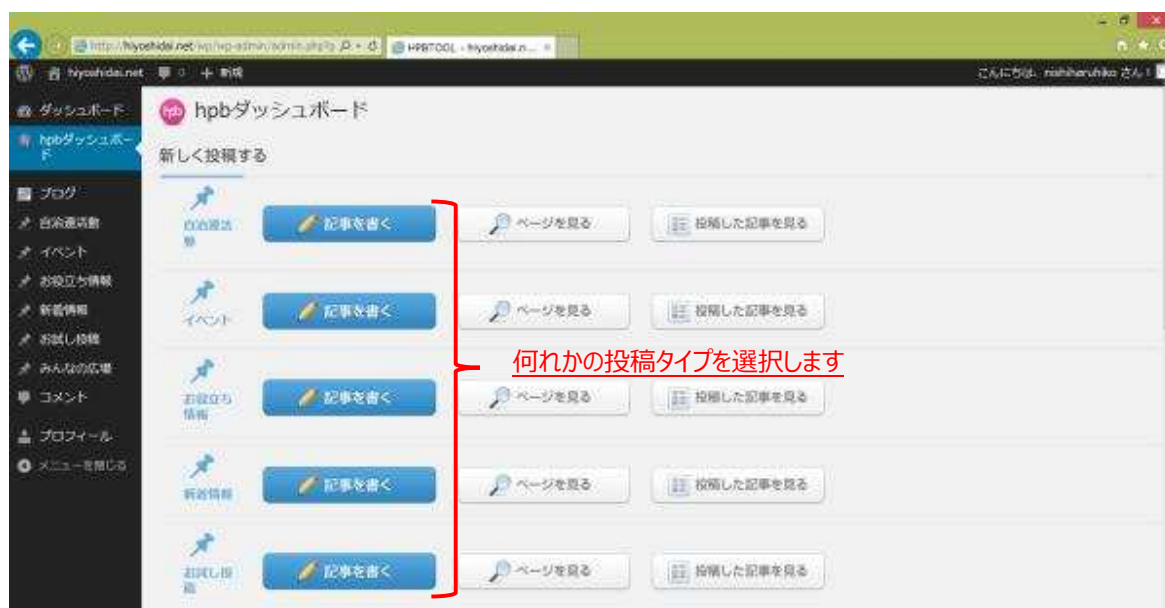 HPBTOOL - hiyoshidai.n...
hiyoshidai.net 0 + 新規
こんにちは、nishiharuhiko さん!
ダッシュボード
hpbダッシュボー
ド
ブログ
自治連活動
イベント
お役立ち情報
新着情報
お試し投稿
みんなの広場
コメント
プロフィール
メニューを閉じる
hpb hpbダッシュボード
新しく投稿する
自治連活
動
記事を書く ページを見る 投稿した記事を見る
イベント 記事を書く ページを見る 投稿した記事を見る
何れかの投稿タイプを選択します
お役立ち
情報
記事を書く ページを見る 投稿した記事を見る
新着情報 記事を書く ページを見る 投稿した記事を見る
お試し投
稿
記事を書く ページを見る 投稿した記事を見る